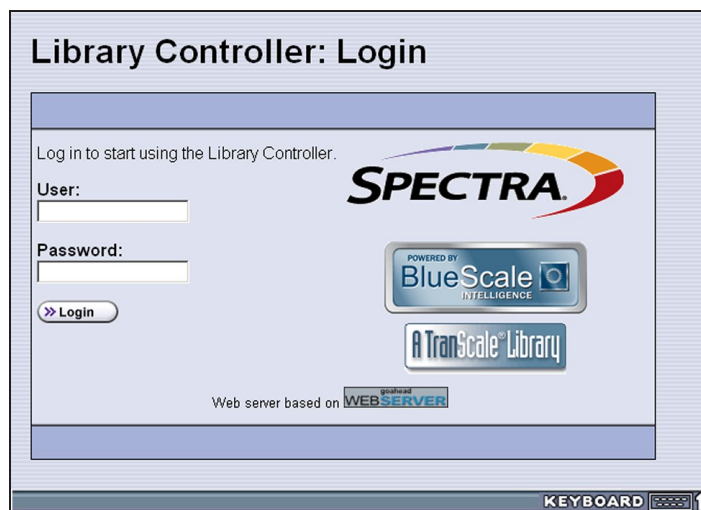 Library Controller: Login
Log in to start using the Library Controller.
User:
Password:
Login
SPECTRA
POWERED BY
BlueScale
INTELLIGENCE
A TranScale® Library
Web server based on goahead WEBSERVER
KEYBOARD